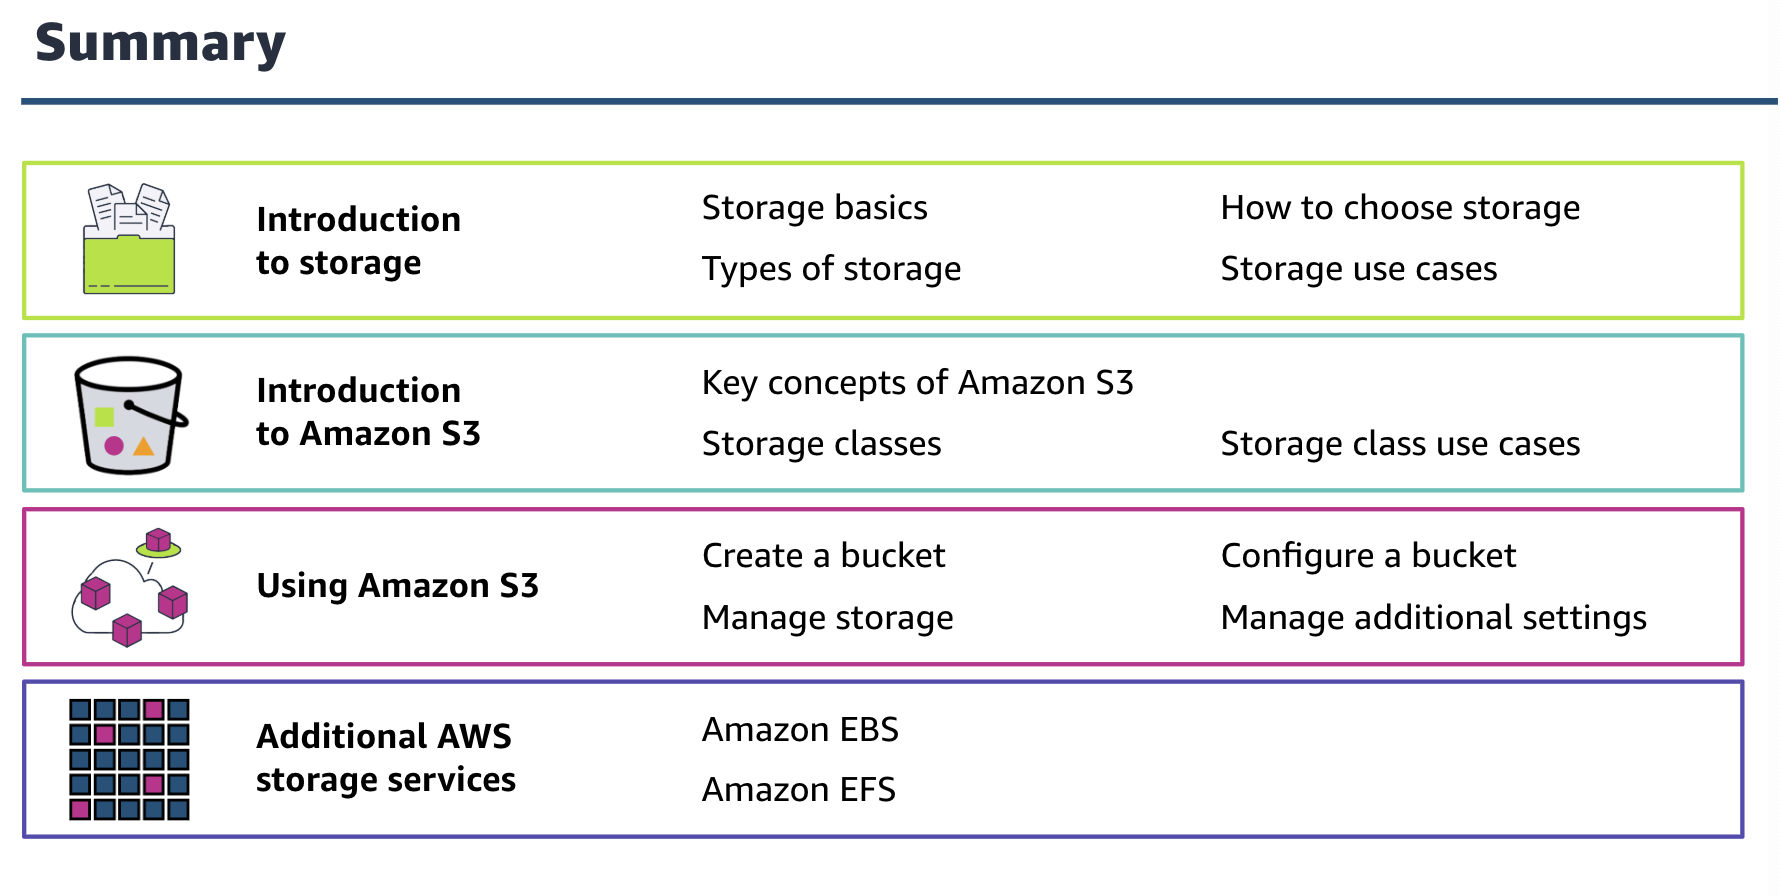 Summary
Introduction
to storage
Storage basics
How to choose storage
Types of storage
Storage use cases
Introduction
to Amazon S3
Key concepts of Amazon S3
Storage classes
Storage class use cases
Using Amazon S3
Create a bucket
Configure a bucket
Manage storage
Manage additional settings
Additional AWS
storage services
Amazon EBS
Amazon EFS